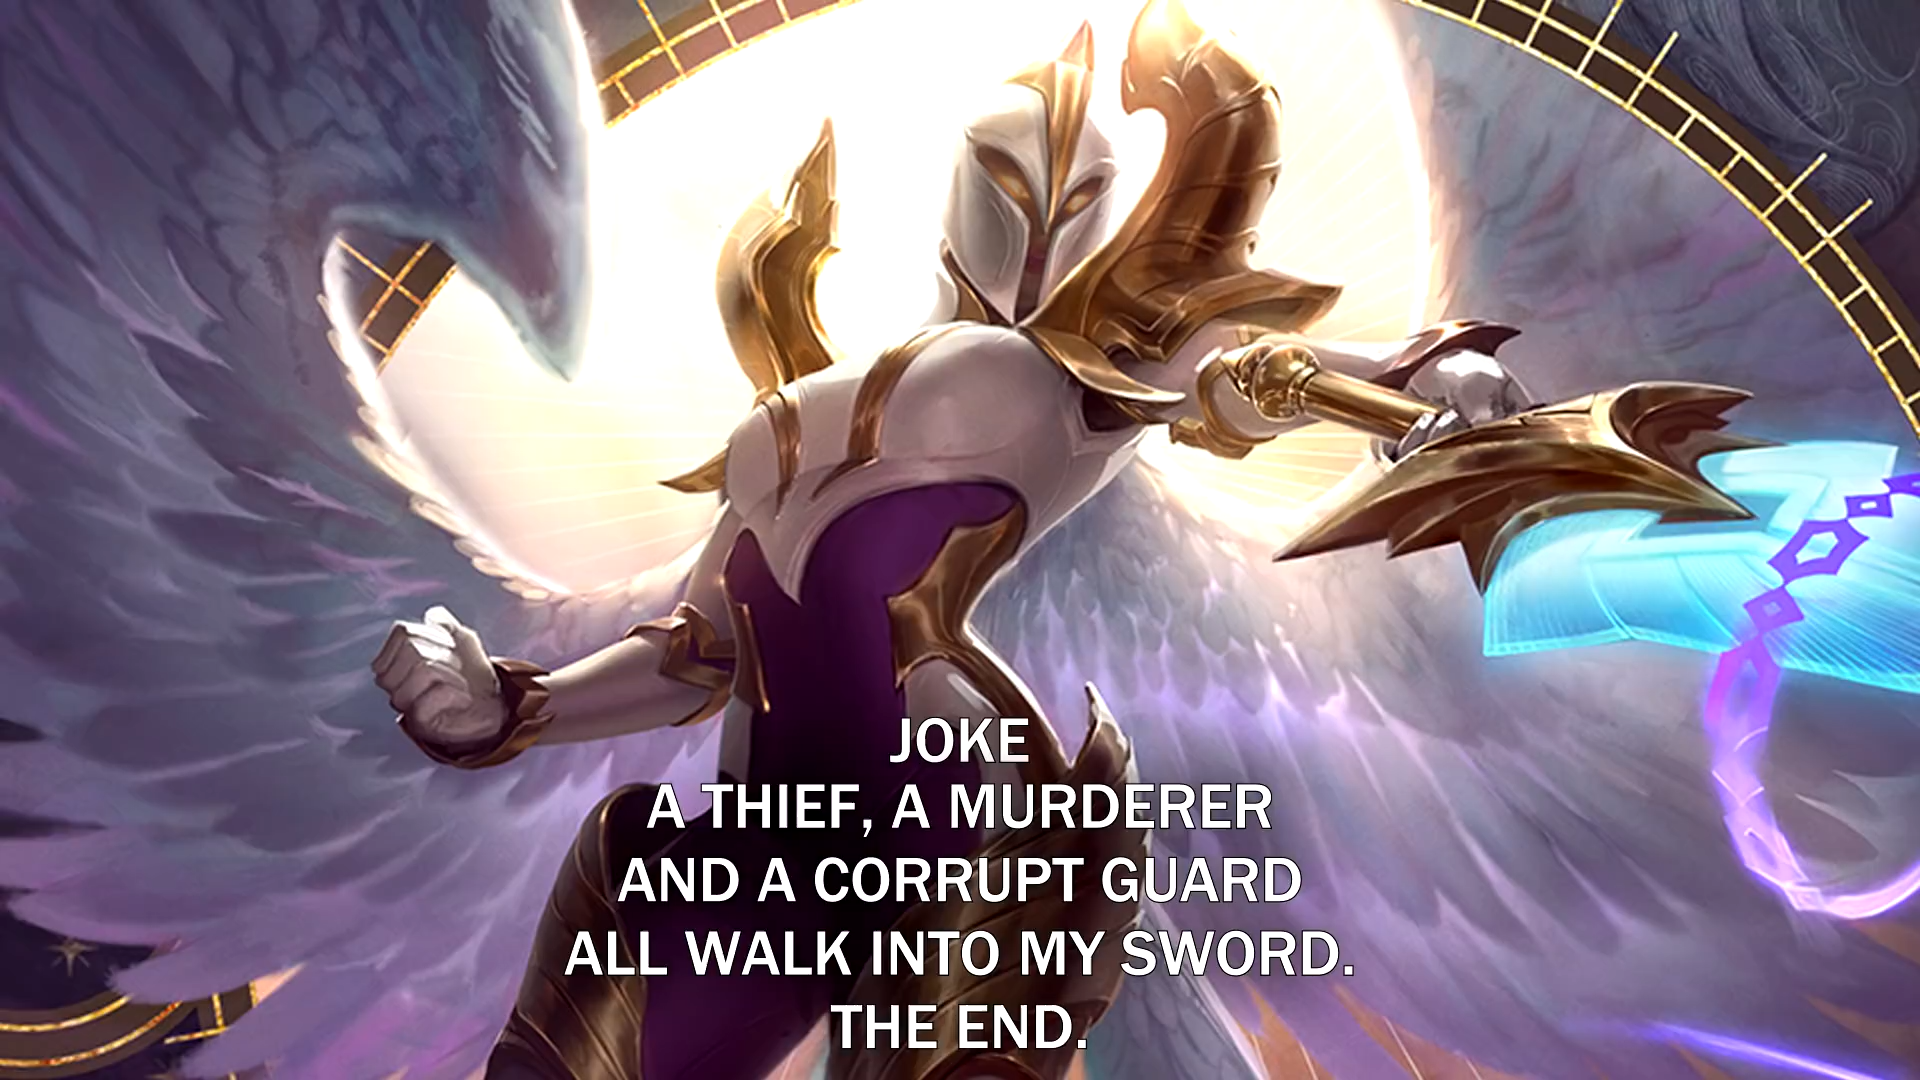 JOKE
A THIEF, A MURDERER
AND A CORRUPT GUARD
ALL WALK INTO MY SWORD.
THE END.